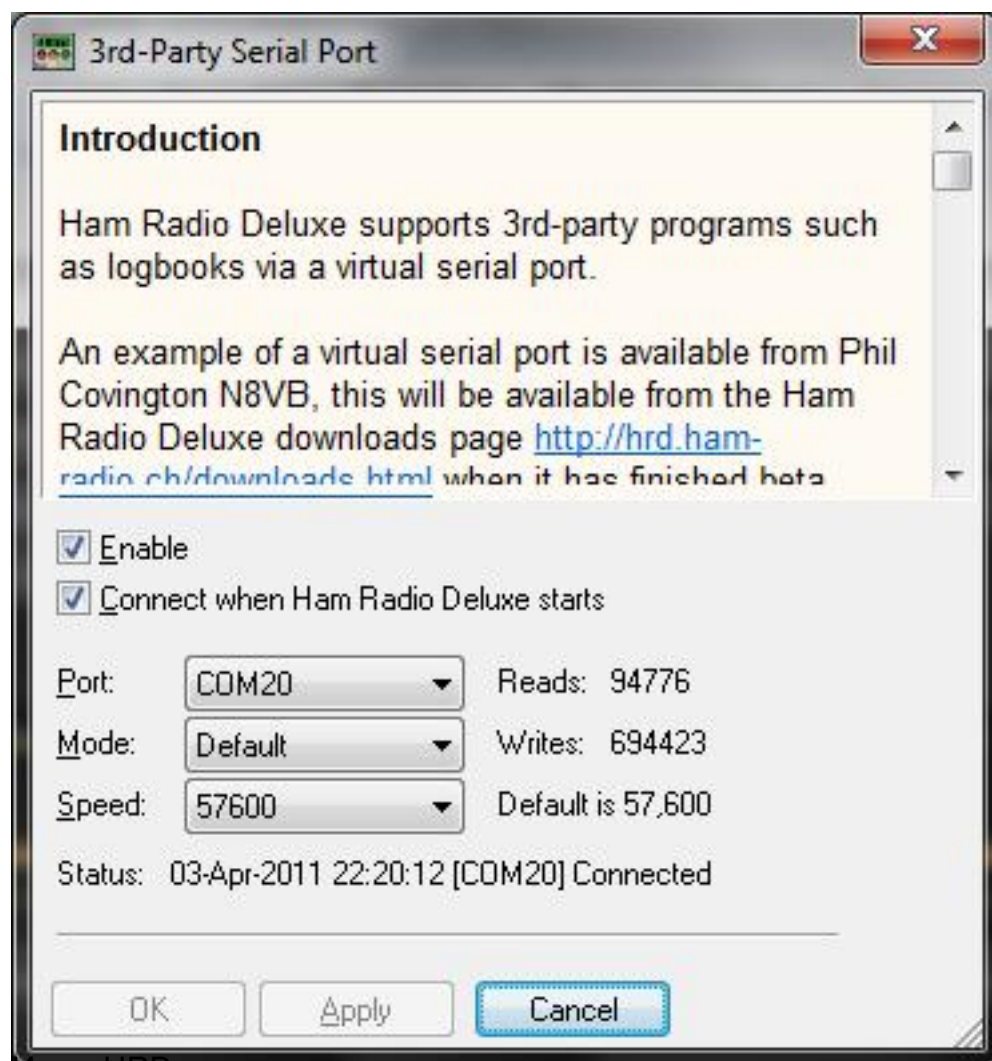 3rd-Party Serial Port
Introduction
Ham Radio Deluxe supports 3rd-party programs such
as logbooks via a virtual serial port.
An example of a virtual serial port is available from Phil
Covington N8VB, this will be available from the Ham
Radio Deluxe downloads page http://hrd.ham-
radio.ch/downloads.html when it has finished beta
Enable
Connect when Ham Radio Deluxe starts
Port: COM20 Reads: 94776
Mode: Default Writes: 694423
Speed: 57600 Default is 57,600
Status: 03-Apr-2011 22:20:12 [COM20] Connected
OK Apply Cancel